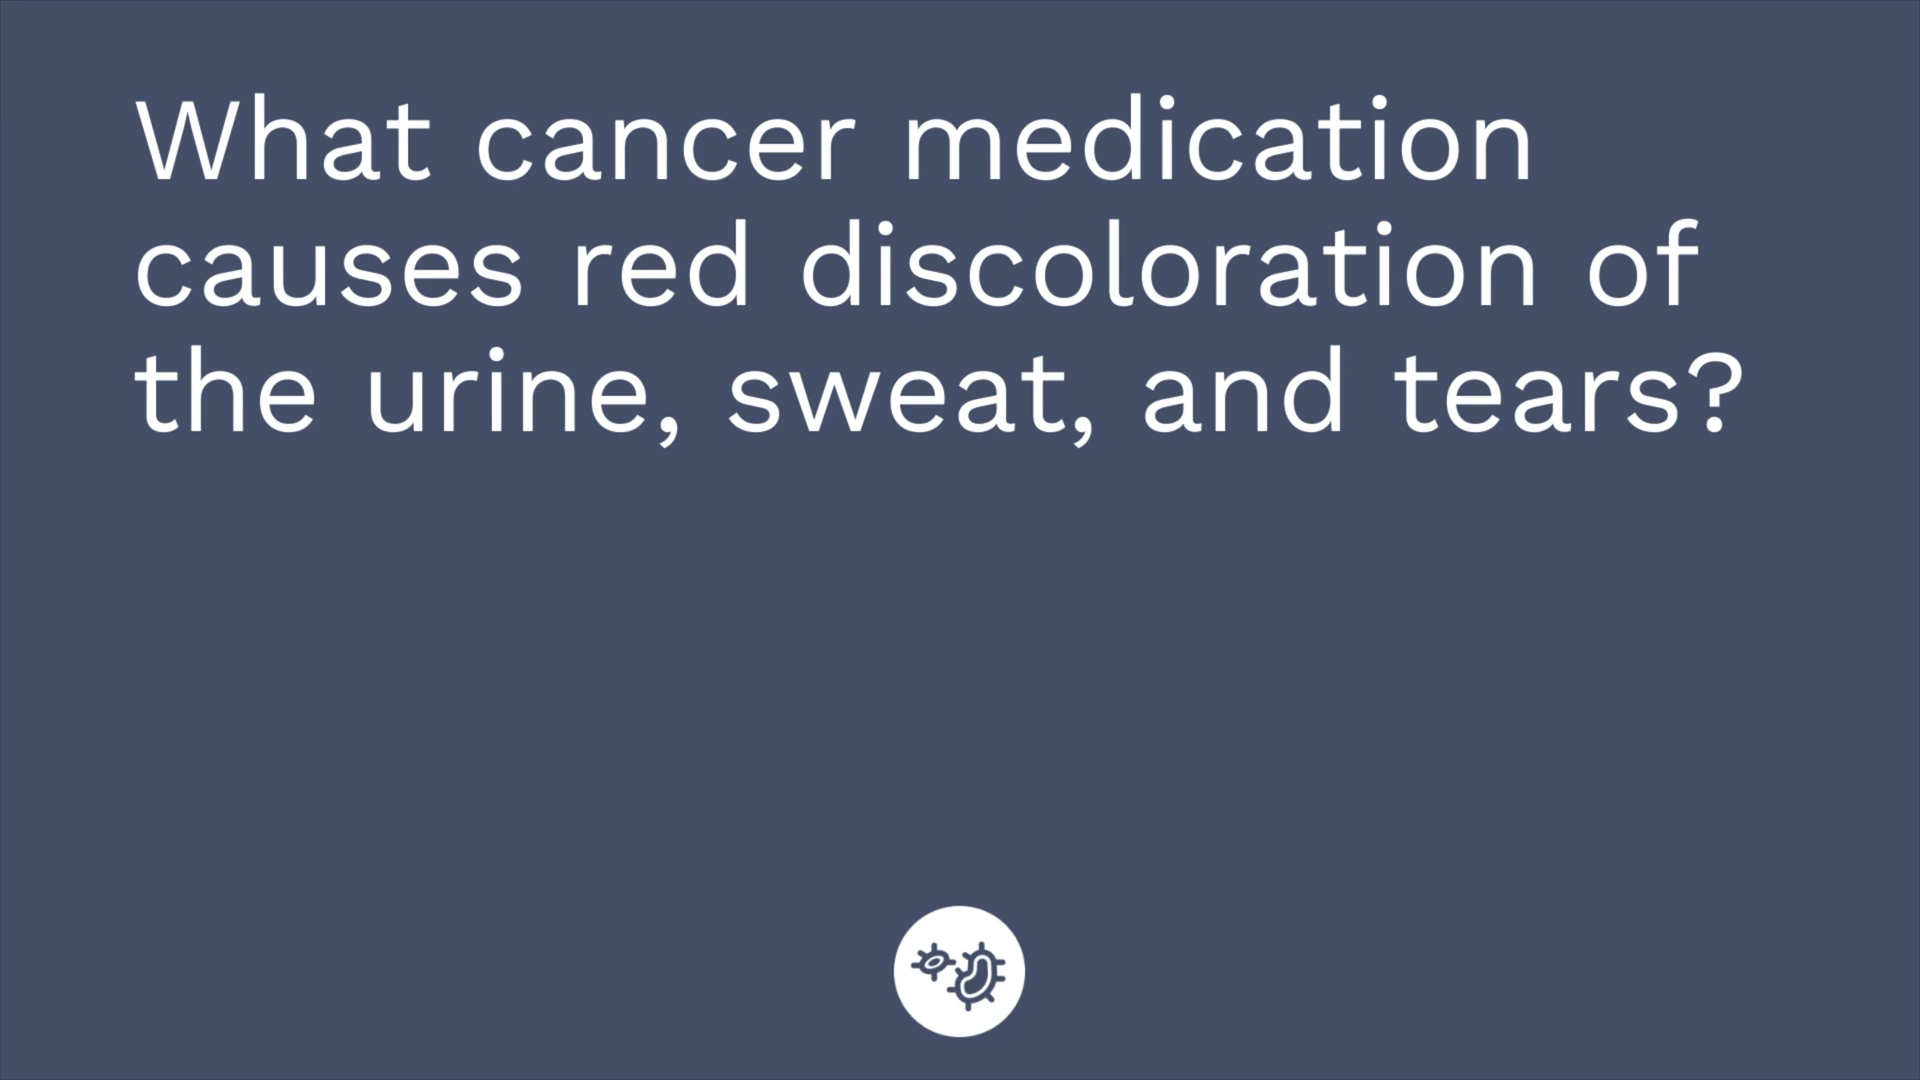 What cancer medication
causes red discoloration of
the urine, sweat, and tears?